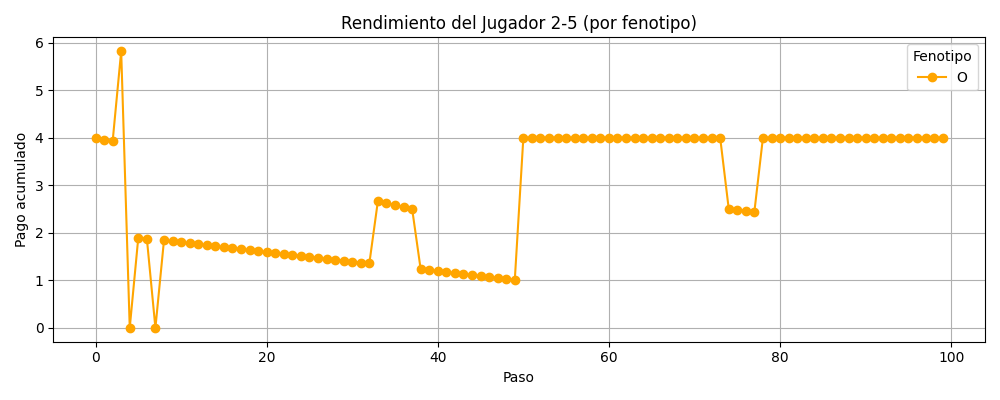 Rendimiento del Jugador 2-5 (por fenotipo)
Pago acumulado
6
5
4
3
2
1
0
Fenotipo
O
0 20 40 60 80 100
Paso